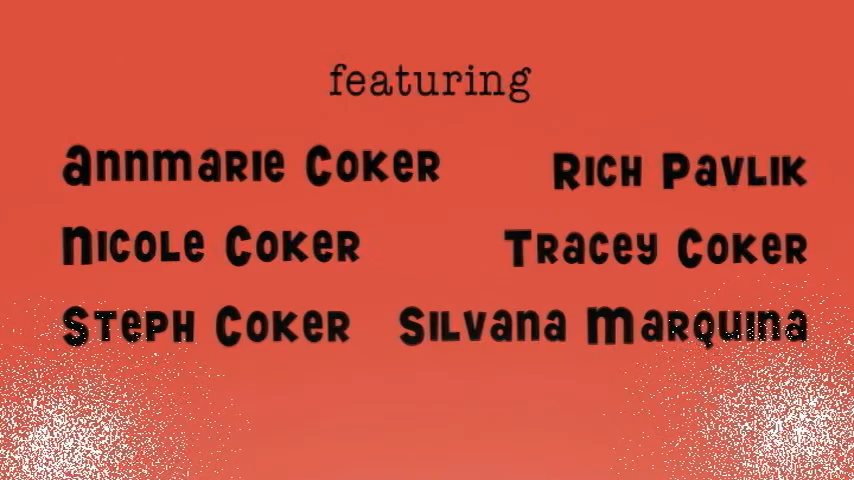 featuring
Annmarie Coker Rich Pavlik
Nicole Coker Tracey Coker
Steph Coker Silvana Marquina